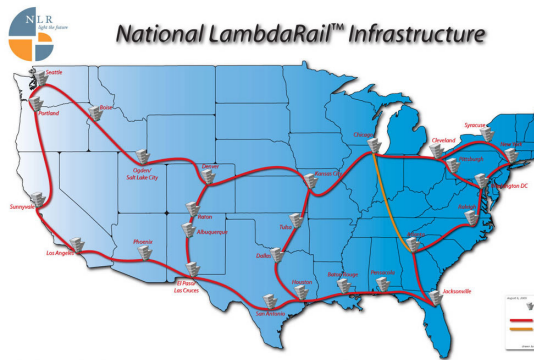 NLR
light the future
National LambdaRail™ Infrastructure
Seattle
Portland
Boise
Ogden/
Salt Lake City
Denver
Kansas City
Chicago
Cleveland
Syracuse
New York
Pittsburgh
Washington DC
Raleigh
Atlanta
Sunnyvale
Los Angeles
Phoenix
Raton
Albuquerque
El Paso/
Las Cruces
Tulsa
Dallas
San Antonio
Houston
Baton Rouge
Pensacola
Jacksonville